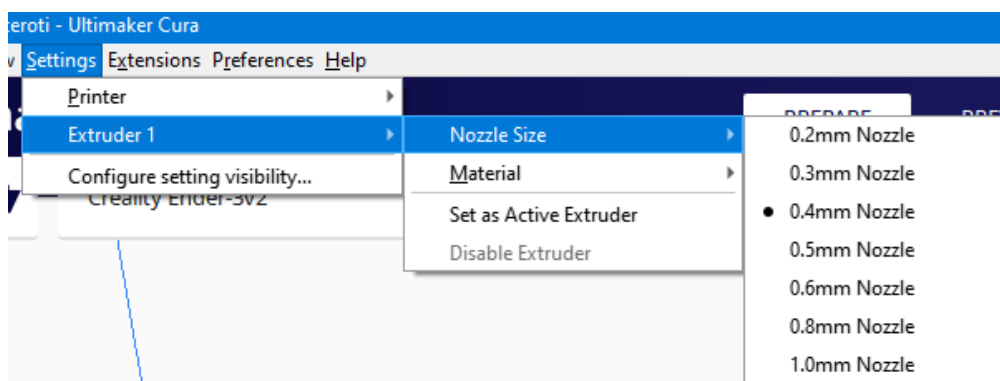 eroti - Ultimaker Cura
Settings Extensions Preferences Help
Printer
PREPARE
Extruder 1
Nozzle Size
0.2mm Nozzle
Configure setting visibility...
Material
0.3mm Nozzle
Creality Ender-3v2
Set as Active Extruder
0.4mm Nozzle
Disable Extruder
0.5mm Nozzle
0.6mm Nozzle
0.8mm Nozzle
1.0mm Nozzle